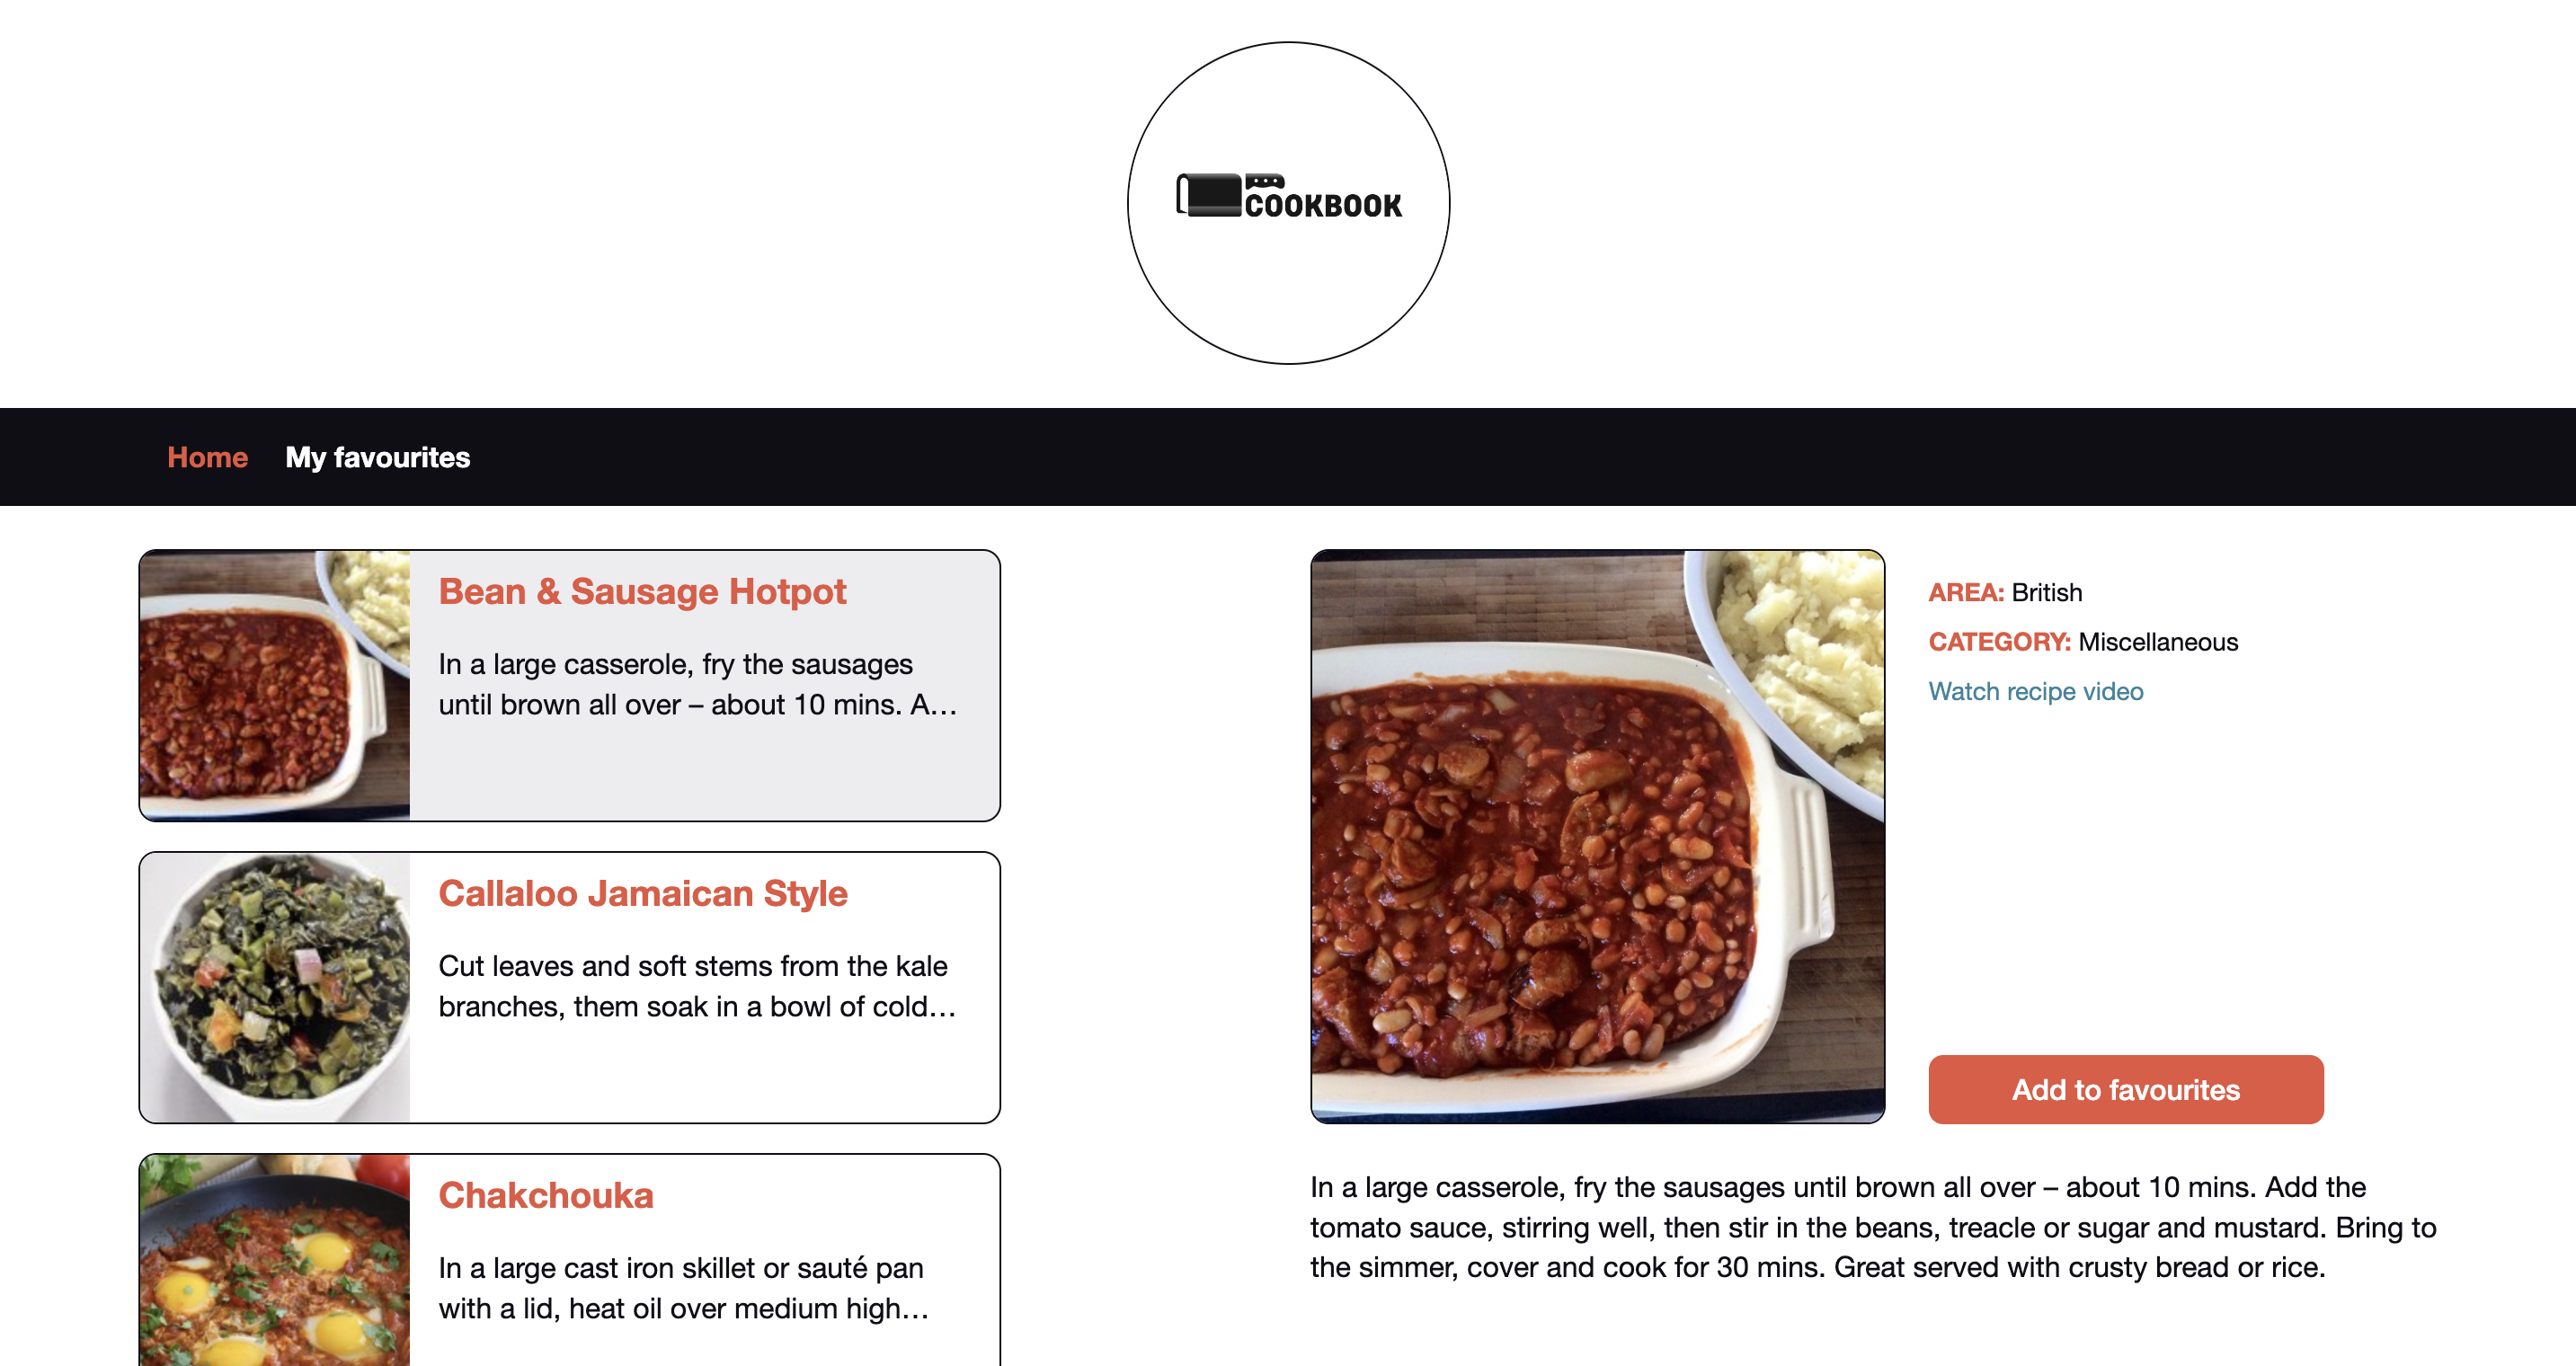 COOKBOOK
Home My favourites
Bean & Sausage Hotpot
In a large casserole, fry the sausages
until brown all over – about 10 mins. A...
Callaloo Jamaican Style
Cut leaves and soft stems from the kale
branches, them soak in a bowl of cold...
Chakchouka
In a large cast iron skillet or sauté pan
with a lid, heat oil over medium high...
AREA: British
CATEGORY: Miscellaneous
Watch recipe video
Add to favourites
In a large casserole, fry the sausages until brown all over – about 10 mins. Add the
tomato sauce, stirring well, then stir in the beans, treacle or sugar and mustard. Bring to
the simmer, cover and cook for 30 mins. Great served with crusty bread or rice.